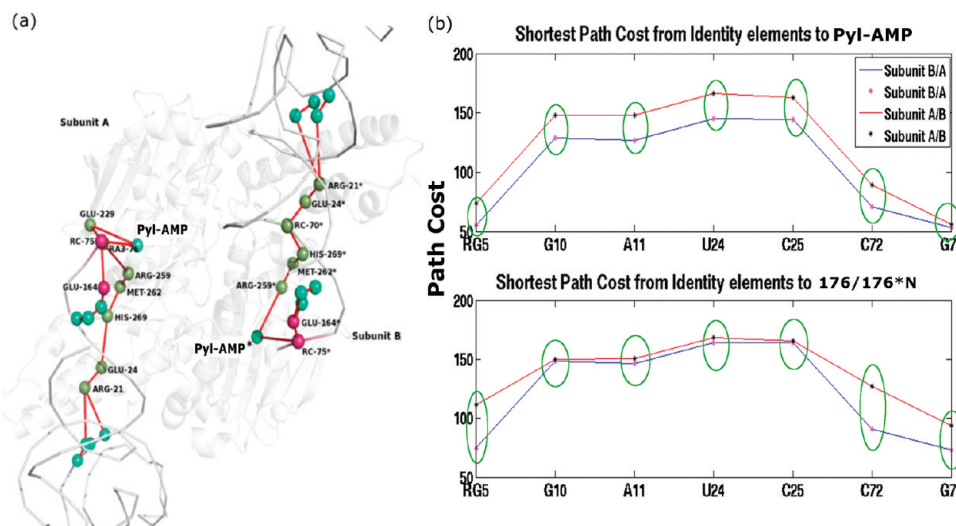 (a)
Subunit A
GLU-229
Pyl-AMP
RC-75
RA3-76
ARG-259
GLU-164
MET-262
HIS-269
GLU-24
ARG-21
ARG-21*
GLU-24*
RC-70*
HIS-269*
MET-262*
ARG-259*
GLU-164*
Subunit B
Pyl-AMP*
RC-75*
(b)
Shortest Path Cost from Identity elements to Pyl-AMP
Path Cost
200
150
100
50
Subunit B/A
Subunit B/A
Subunit A/B
Subunit A/B
RG5 G10 A11 U24 C25 C72 G7
Shortest Path Cost from Identity elements to 176/176*N
200
150
100
50
RG5 G10 A11 U24 C25 C72 G7